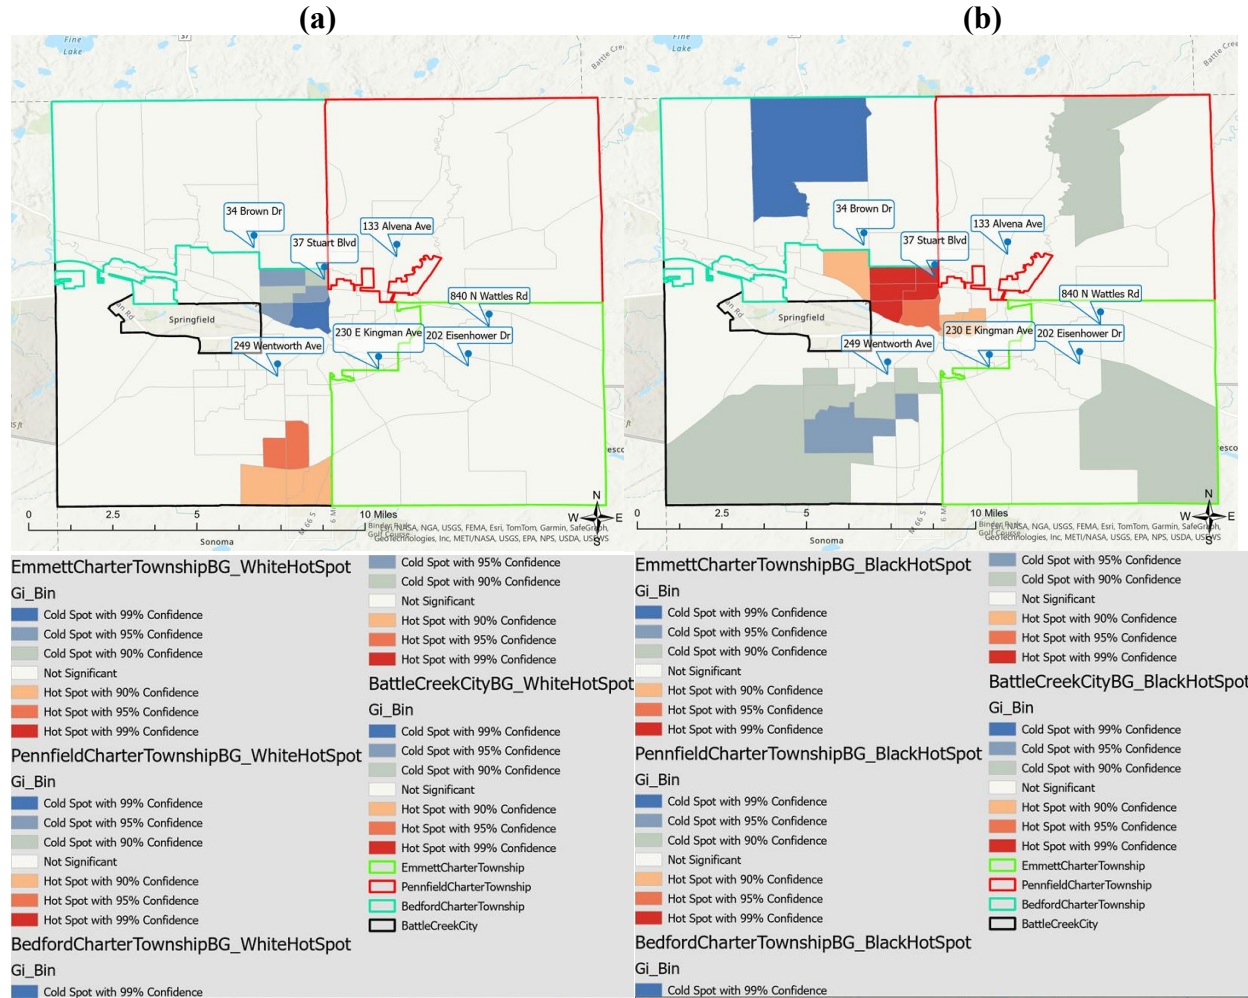 (a)
Fine
Lake
Battle Cre
34 Brown Dr
37 Stuart Blvd
133 Alvena Ave
840 N Wattles Rd
Springfield
249 Wentworth Ave
230 E Kingman Ave
202 Eisenhower Dr
0 2.5 5 10 Miles
M 66 S
6 M
Binder Park
Golf Course
Esri, NASA, NGA, USGS, FEMA, Esri, TomTom, Garmin, SafeGraph,
GeoTechnologies, Inc, METI/NASA, USGS, EPA, NPS, USDA, USFWS
Sonoma
N
W E
S
EmmettCharterTownshipBG_WhiteHotSpot
Gi_Bin
Cold Spot with 99% Confidence
Cold Spot with 95% Confidence
Cold Spot with 90% Confidence
Not Significant
Hot Spot with 90% Confidence
Hot Spot with 95% Confidence
Hot Spot with 99% Confidence
PennfieldCharterTownshipBG_WhiteHotSpot
Gi_Bin
Cold Spot with 99% Confidence
Cold Spot with 95% Confidence
Cold Spot with 90% Confidence
Not Significant
Hot Spot with 90% Confidence
Hot Spot with 95% Confidence
Hot Spot with 99% Confidence
BedfordCharterTownshipBG_WhiteHotSpot
Gi_Bin
Cold Spot with 99% Confidence
Cold Spot with 95% Confidence
Cold Spot with 90% Confidence
Not Significant
Hot Spot with 90% Confidence
Hot Spot with 95% Confidence
Hot Spot with 99% Confidence
BattleCreekCityBG_WhiteHotSpot
Gi_Bin
Cold Spot with 99% Confidence
Cold Spot with 95% Confidence
Cold Spot with 90% Confidence
Not Significant
Hot Spot with 90% Confidence
Hot Spot with 95% Confidence
Hot Spot with 99% Confidence
EmmettCharterTownship
PennfieldCharterTownship
BedfordCharterTownship
BattleCreekCity
(b)
Fine
Lake
Battle Cre
34 Brown Dr
37 Stuart Blvd
133 Alvena Ave
840 N Wattles Rd
Springfield
249 Wentworth Ave
230 E Kingman Ave
202 Eisenhower Dr
0 2.5 5 10 Miles
M 66 S
6 M
Binder Park
Golf Course
Esri, NASA, NGA, USGS, FEMA, Esri, TomTom, Garmin, SafeGraph,
GeoTechnologies, Inc, METI/NASA, USGS, EPA, NPS, USDA, USFWS
Sonoma
N
W E
S
EmmettCharterTownshipBG_BlackHotSpot
Gi_Bin
Cold Spot with 99% Confidence
Cold Spot with 95% Confidence
Cold Spot with 90% Confidence
Not Significant
Hot Spot with 90% Confidence
Hot Spot with 95% Confidence
Hot Spot with 99% Confidence
PennfieldCharterTownshipBG_BlackHotSpot
Gi_Bin
Cold Spot with 99% Confidence
Cold Spot with 95% Confidence
Cold Spot with 90% Confidence
Not Significant
Hot Spot with 90% Confidence
Hot Spot with 95% Confidence
Hot Spot with 99% Confidence
BedfordCharterTownshipBG_BlackHotSpot
Gi_Bin
Cold Spot with 99% Confidence
Cold Spot with 95% Confidence
Cold Spot with 90% Confidence
Not Significant
Hot Spot with 90% Confidence
Hot Spot with 95% Confidence
Hot Spot with 99% Confidence
BattleCreekCityBG_BlackHotSpot
Gi_Bin
Cold Spot with 99% Confidence
Cold Spot with 95% Confidence
Cold Spot with 90% Confidence
Not Significant
Hot Spot with 90% Confidence
Hot Spot with 95% Confidence
Hot Spot with 99% Confidence
EmmettCharterTownship
PennfieldCharterTownship
BedfordCharterTownship
BattleCreekCity